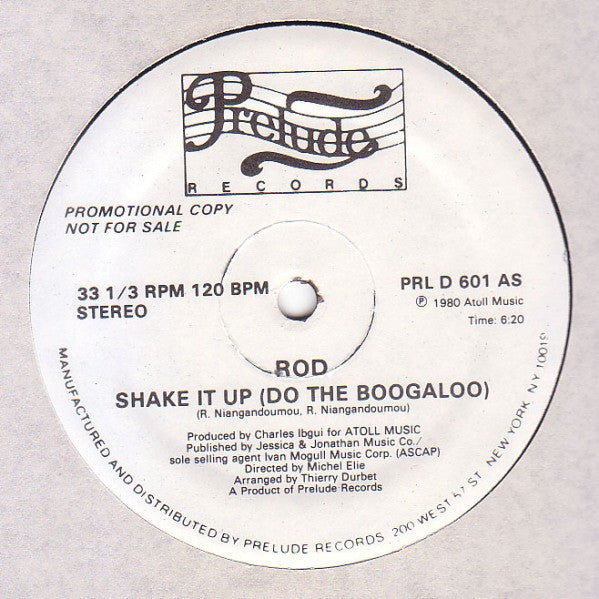 Prelude
RECORDS
PROMOTIONAL COPY
NOT FOR SALE
33 1/3 RPM 120 BPM
STEREO
PRL D 601 AS
℗ 1980 Atoll Music
Time: 6:20
ROD
SHAKE IT UP (DO THE BOOGALOO)
(R. Niangandoumou, R. Niangandoumou)
Produced by Charles Ibgui for ATOLL MUSIC
Published by Jessica & Jonathan Music Co./
sole selling agent Ivan Mogull Music Corp. (ASCAP)
Directed by Michel Elie
Arranged by Thierry Durbet
A Product of Prelude Records
MANUFACTURED AND DISTRIBUTED BY PRELUDE RECORDS, 200 WEST 57 ST. NEW YORK, NY 10019